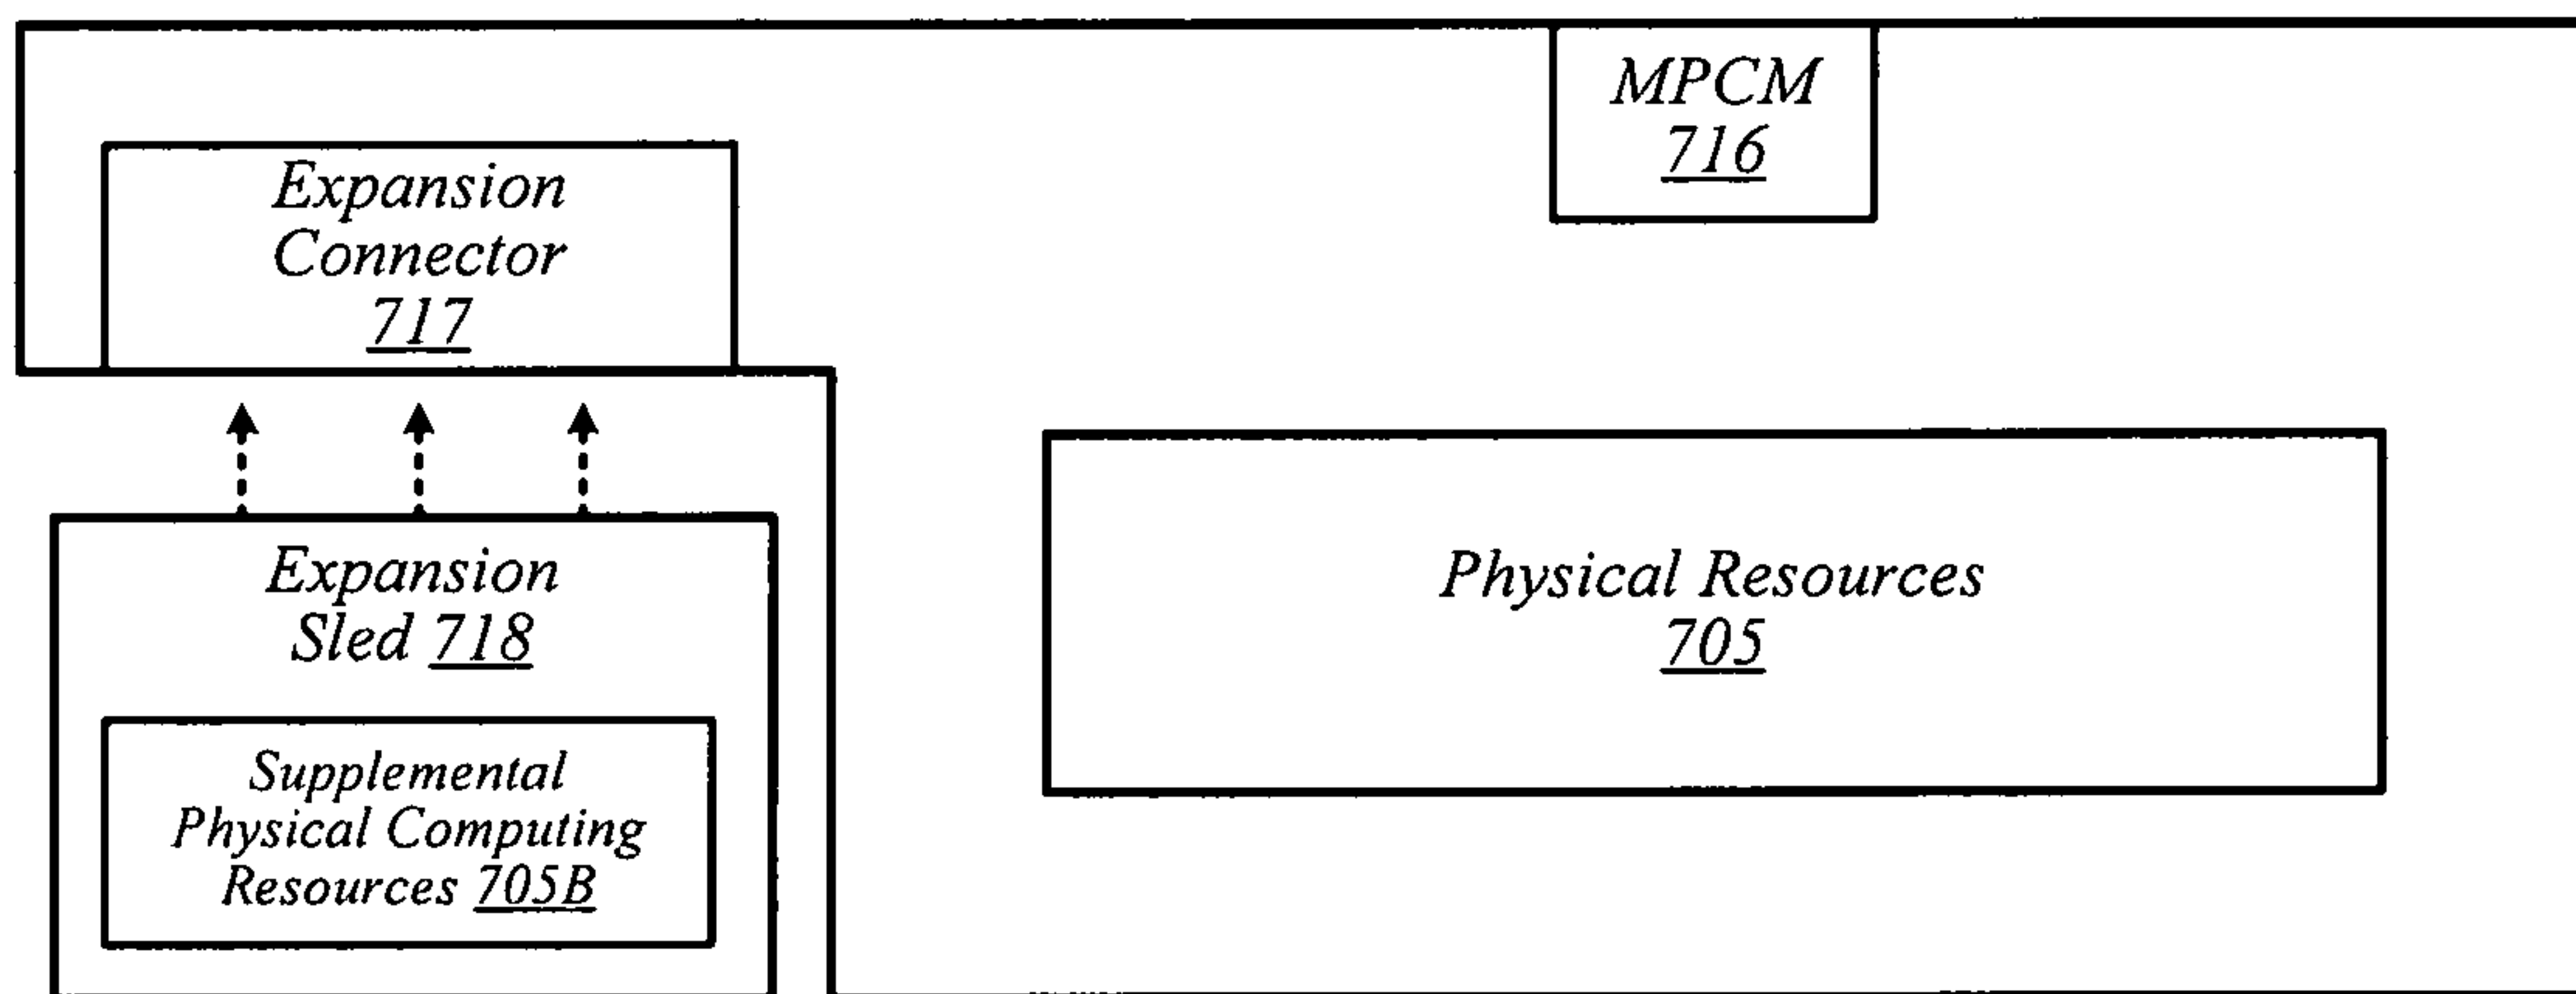 MPCM
716
Expansion
Connector
717
Expansion
Sled 718
Supplemental
Physical Computing
Resources 705B
Physical Resources
705